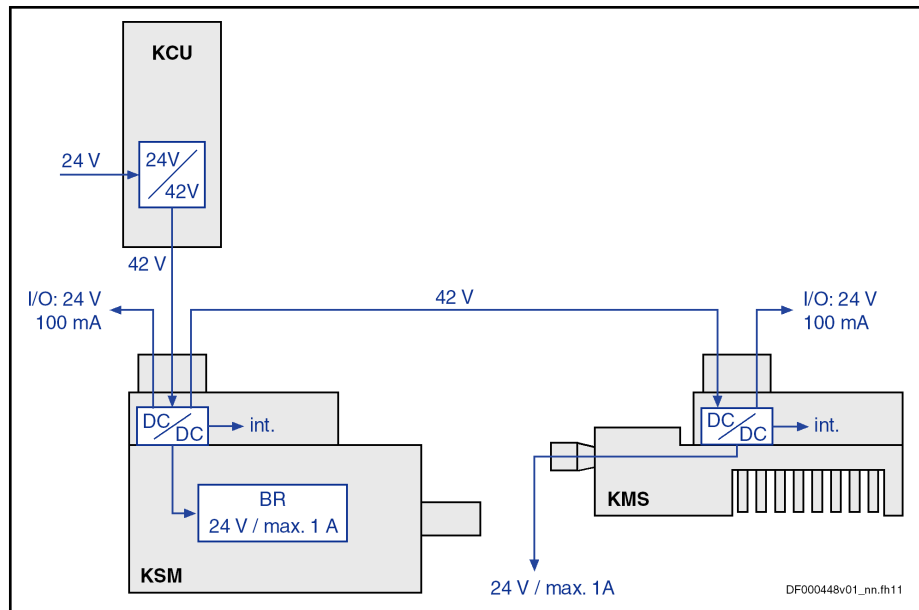 KCU
24 V
24V
42V
42 V
I/O: 24 V
100 mA
42 V
I/O: 24 V
100 mA
DC
DC
int.
DC
DC
int.
BR
24 V / max. 1 A
KMS
KSM
24 V / max. 1A
DF000448v01_nn.fh11